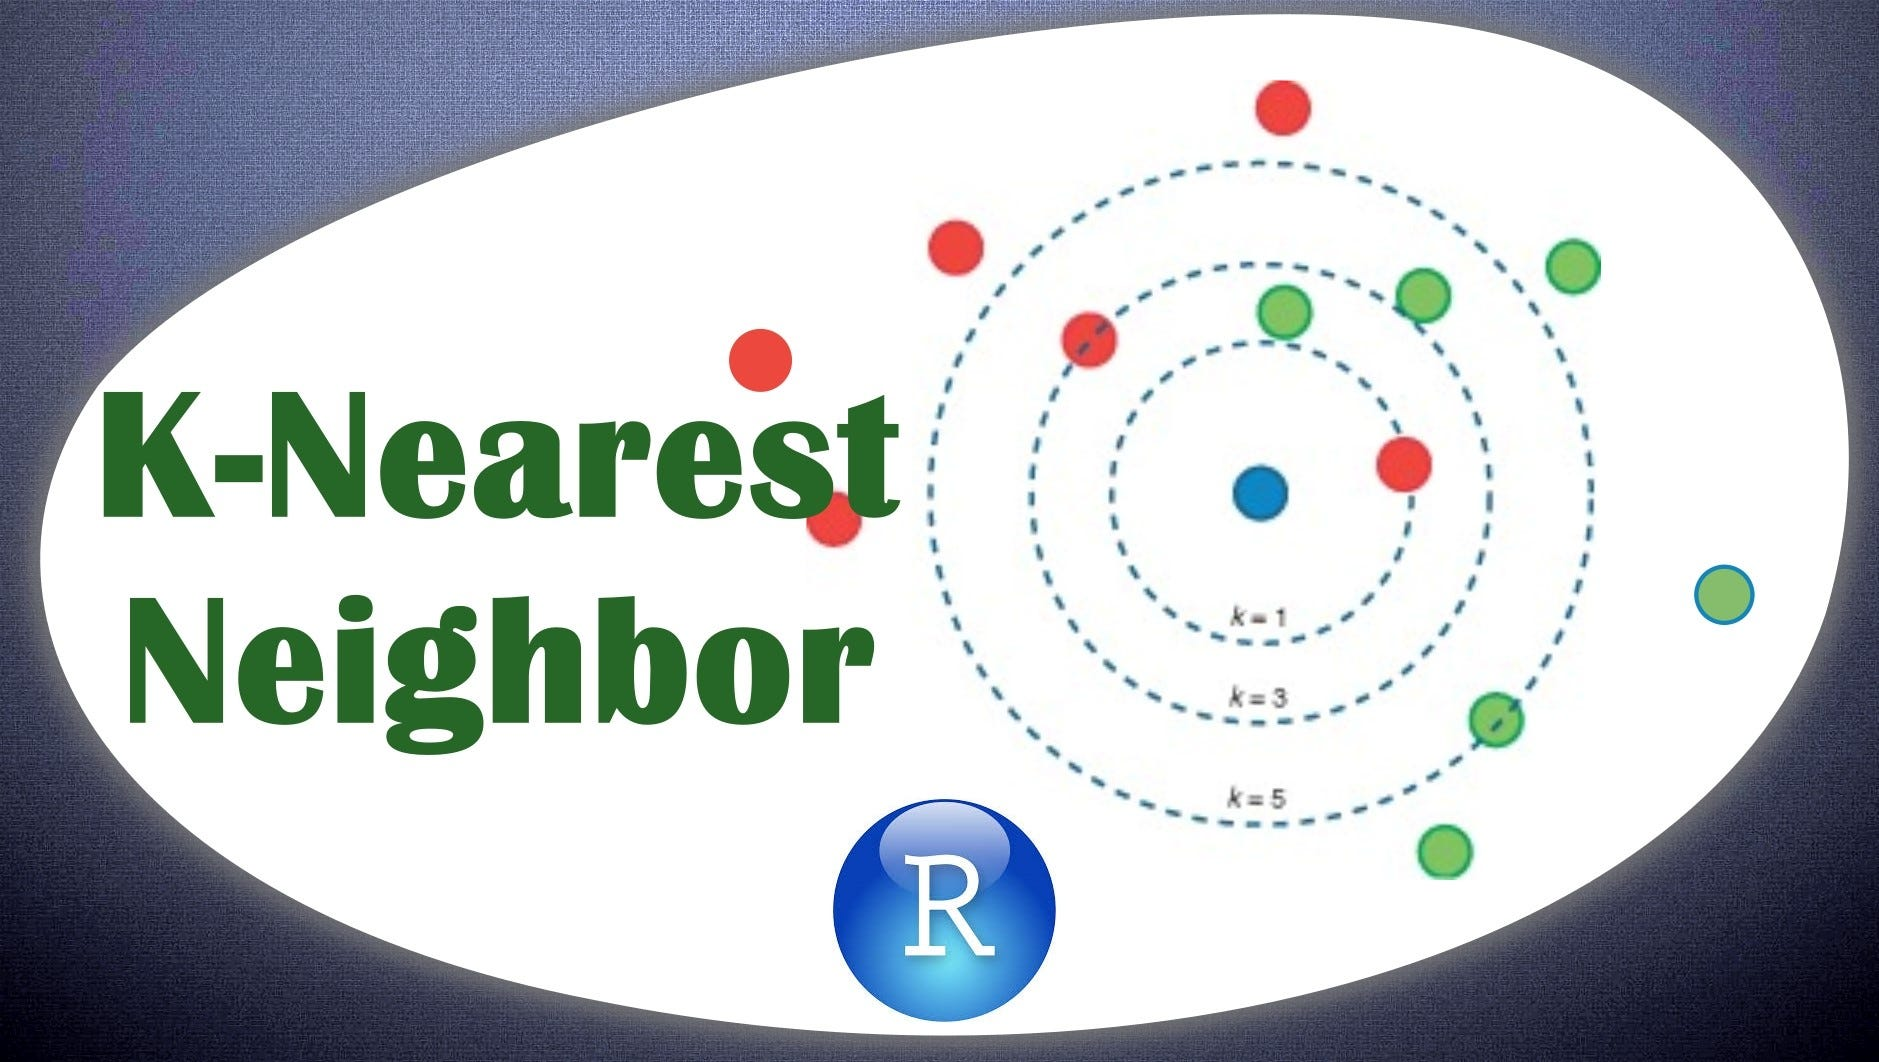 K-Nearest
Neighbor
k = 1
k = 3
k = 5
R